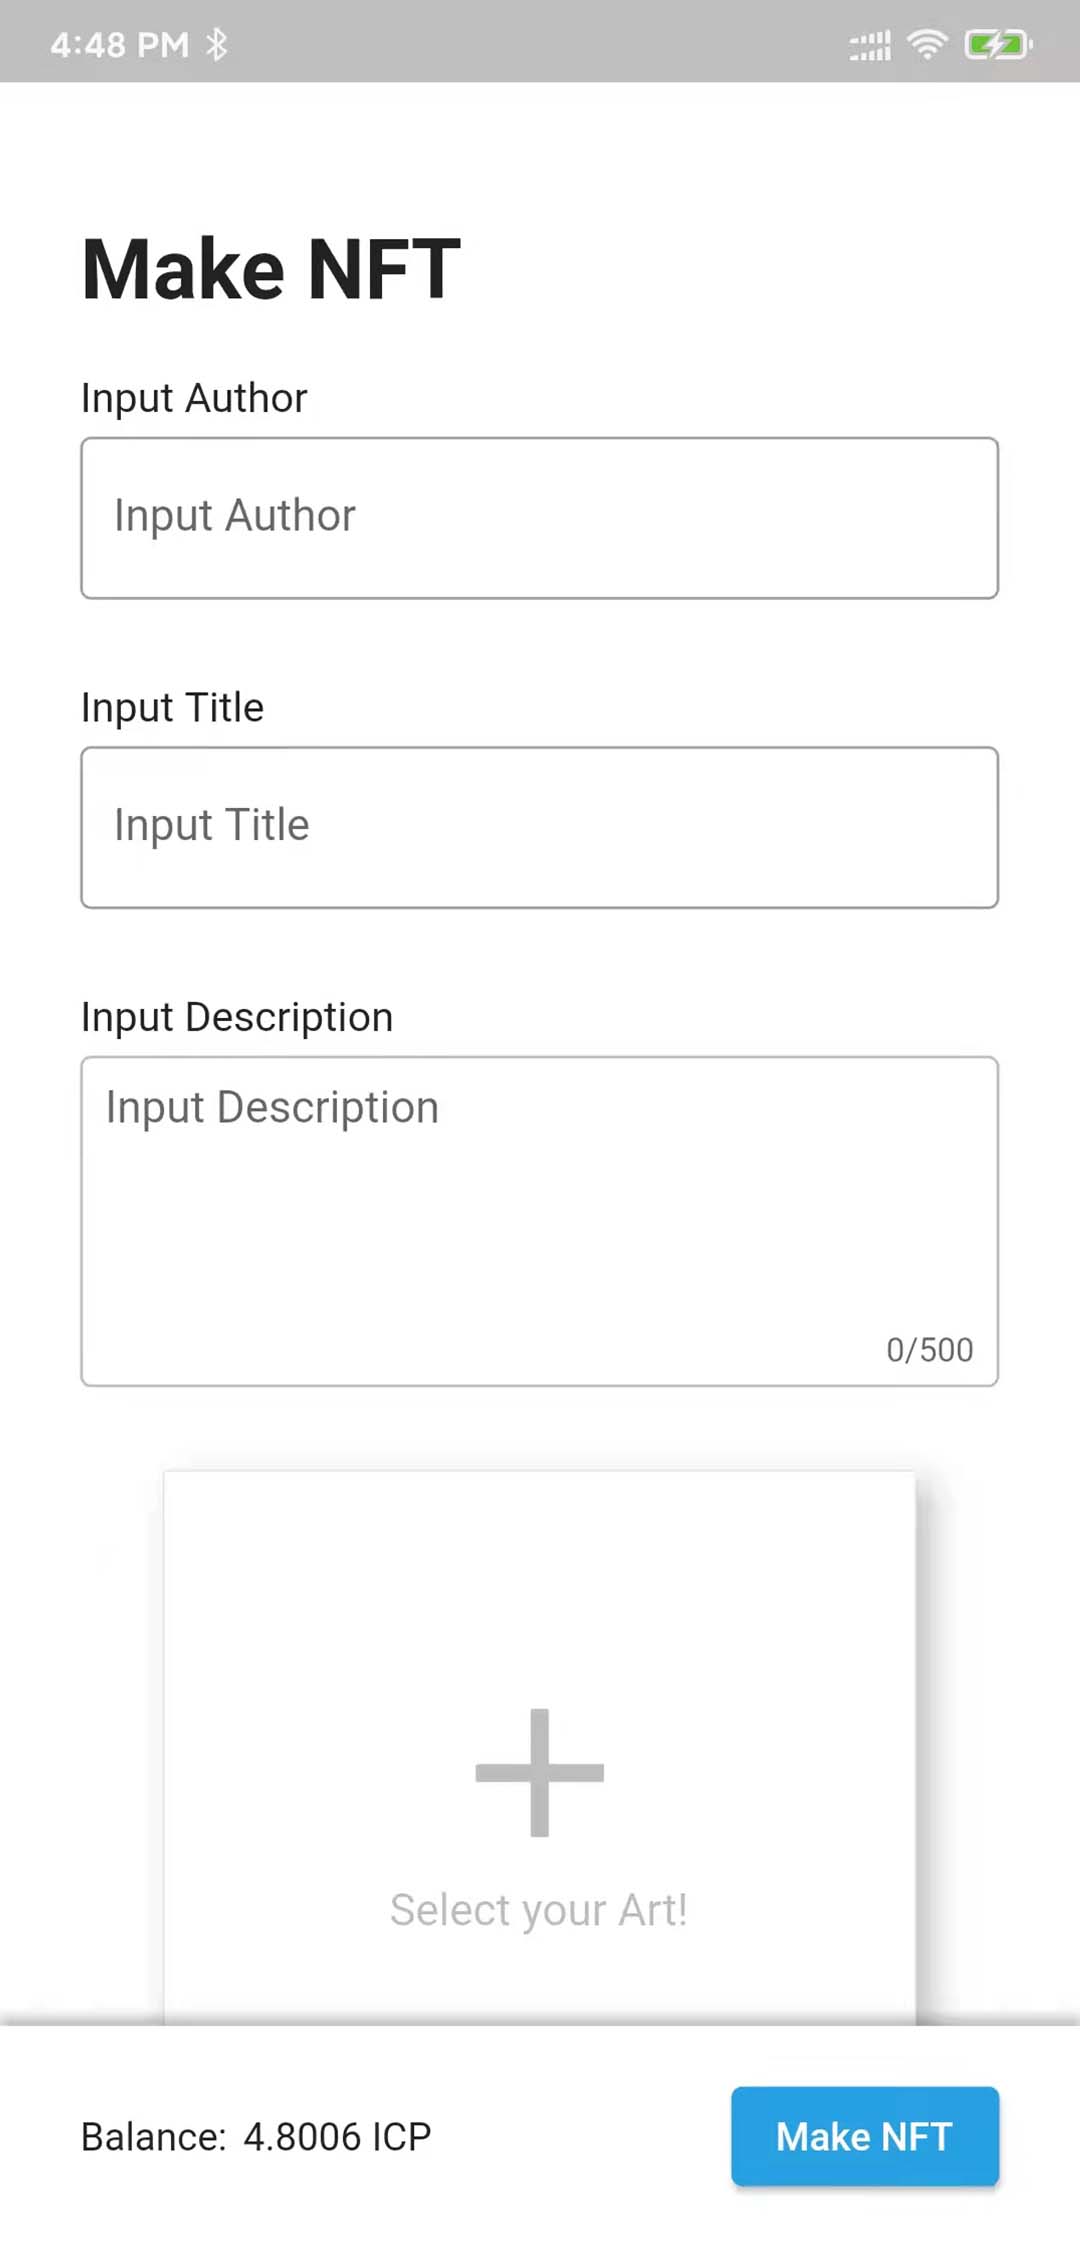 4:48 PM
Make NFT
Input Author
Input Author
Input Title
Input Title
Input Description
Input Description
0/500
Select your Art!
Balance: 4.8006 ICP
Make NFT